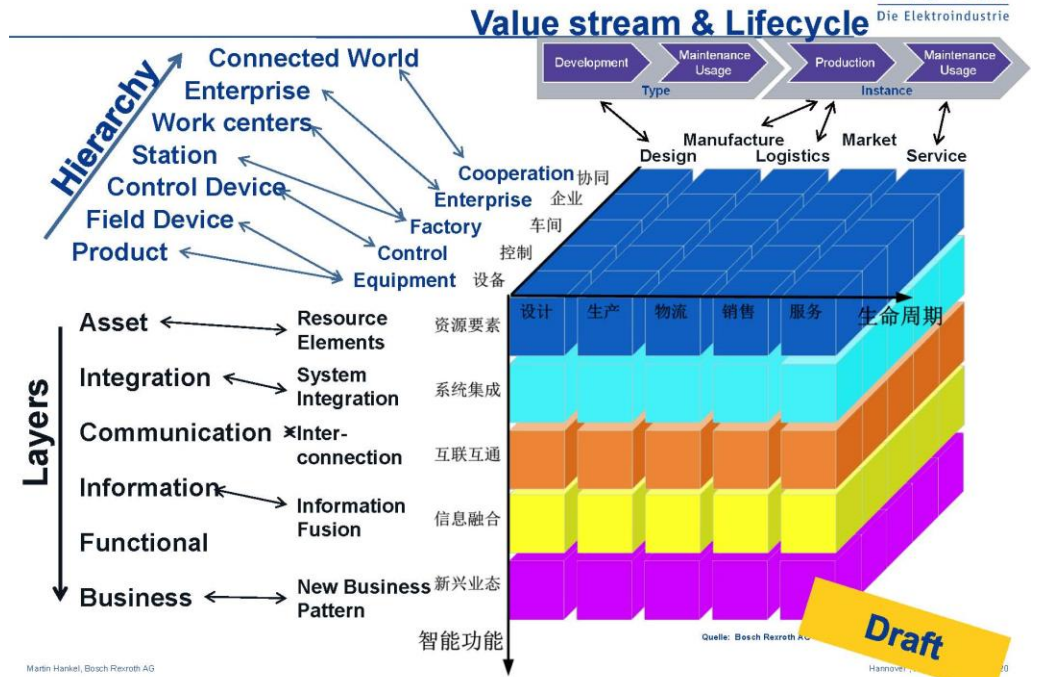 Value stream & Lifecycle
Die Elektroindustrie
Development
Maintenance
Usage
Production
Maintenance
Usage
Type
Instance
Hierarchy
Connected World
Enterprise
Work centers
Station
Control Device
Field Device
Product
Manufacture
Market
Design
Logistics
Service
Cooperation 协同
Enterprise 企业
Factory 车间
Control 控制
Equipment 设备
设计 生产 物流 销售 服务 生命周期
Layers
Asset
Resource
Elements
资源要素
Integration
System
Integration
系统集成
Communication
Inter-
connection
互联互通
Information
Information
Fusion
信息融合
Functional
Business
New Business
Pattern
新兴业态
智能功能
Quelle: Bosch Rexroth AG
Draft
Martin Hankel, Bosch Rexroth AG
Hannover
20